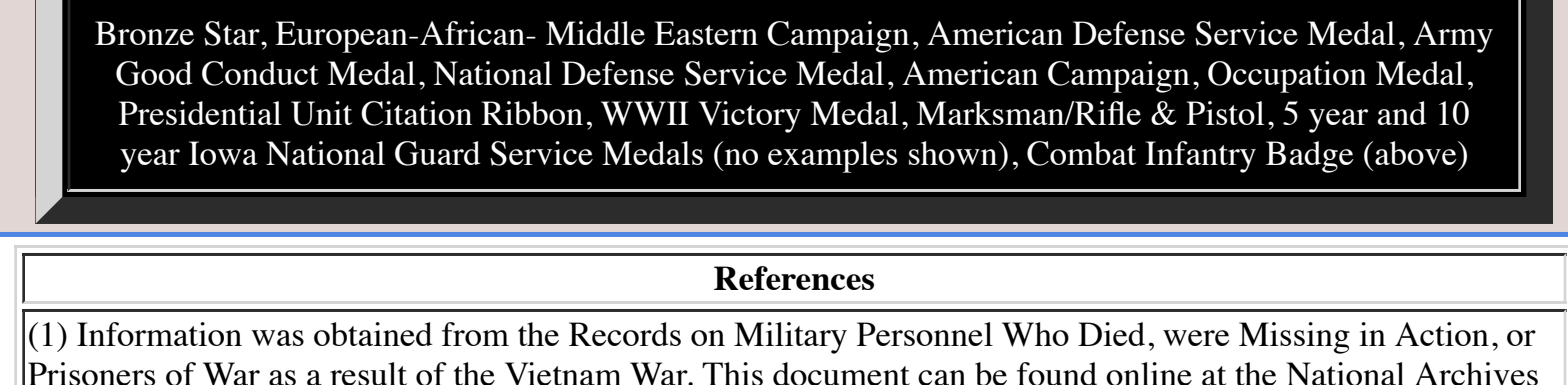 Bronze Star, European-African- Middle Eastern Campaign, American Defense Service Medal, Army
Good Conduct Medal, National Defense Service Medal, American Campaign, Occupation Medal,
Presidential Unit Citation Ribbon, WWII Victory Medal, Marksman/Rifle & Pistol, 5 year and 10
year Iowa National Guard Service Medals (no examples shown), Combat Infantry Badge (above)
References
(1) Information was obtained from the Records on Military Personnel Who Died, were Missing in Action, or
Prisoners of War as a result of the Vietnam War. This document can be found online at the National Archives